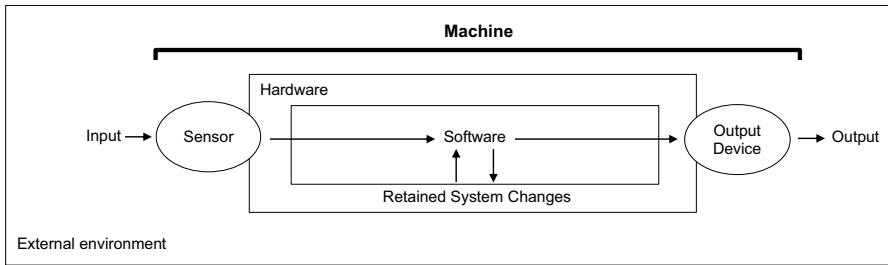 Machine
Hardware
Input
Sensor
Software
Output
Device
Output
Retained System Changes
External environment